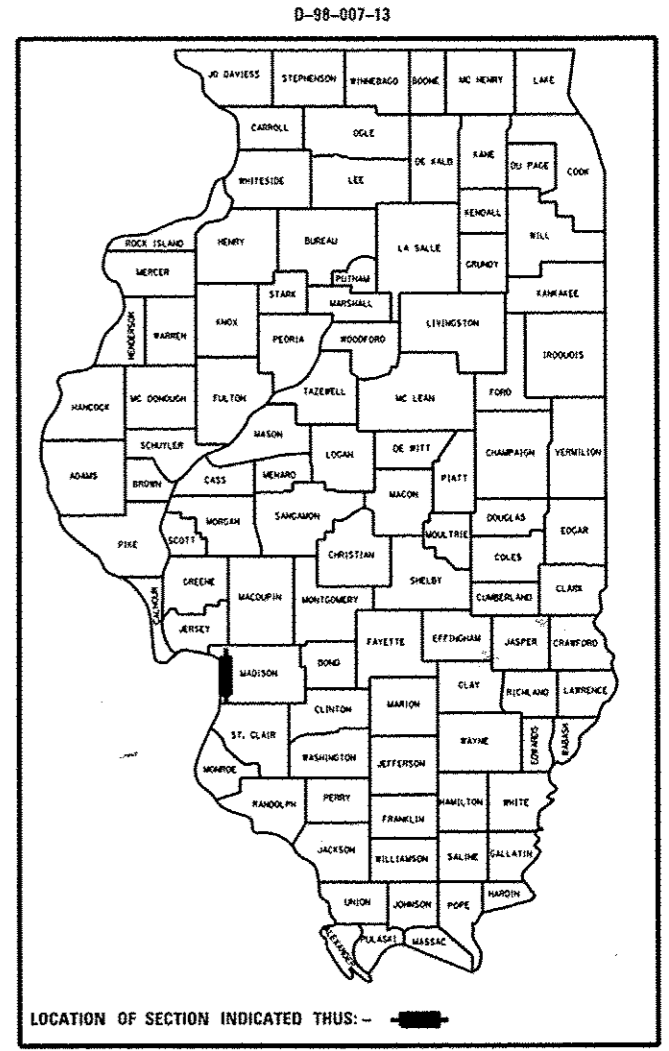 D-98-007-13
JO DAVIESS STEPHENSON WINNEBAGO BOONE MC HENRY LAKE
CARROLL OGLE
DE KALB KANE DU PAGE COOK
WHITESIDE LEE
KENDALL
ROCK ISLAND HENRY BUREAU LA SALLE WILL
GRUNDY
MERCER PUTNAM
STARK MARSHALL KANKAKEE
HENDERSON WARREN KNOX PEORIA WOODFORD LIVINGSTON
IROQUOIS
HANCOCK MC DONOUGH FULTON TAZEWELL MC LEAN FORD
MASON
SCHUYLER LOGAN DE WITT CHAMPAIGN VERMILION
ADAMS BROWN CASS MENARD PIATT
MACON
MORGAN SANGAMON DOUGLAS
PIKE SCOTT MOULTRIE EDGAR
CHRISTIAN COLES
GREENE SHELBY
CALHOUN MACOUPIN MONTGOMERY CUMBERLAND CLARK
JERSEY FAYETTE EFFINGHAM JASPER CRAWFORD
MADISON BOND CLAY
RICHLAND LAWRENCE
CLINTON MARION
ST. CLAIR WAYNE EDWARDS WABASH
WASHINGTON JEFFERSON
MONROE
RANDOLPH PERRY HAMILTON WHITE
FRANKLIN
JACKSON WILLIAMSON SALINE GALLATIN
UNION JOHNSON POPE HARDIN
ALEXANDER PULASKI MASSAC
LOCATION OF SECTION INDICATED THUS:-